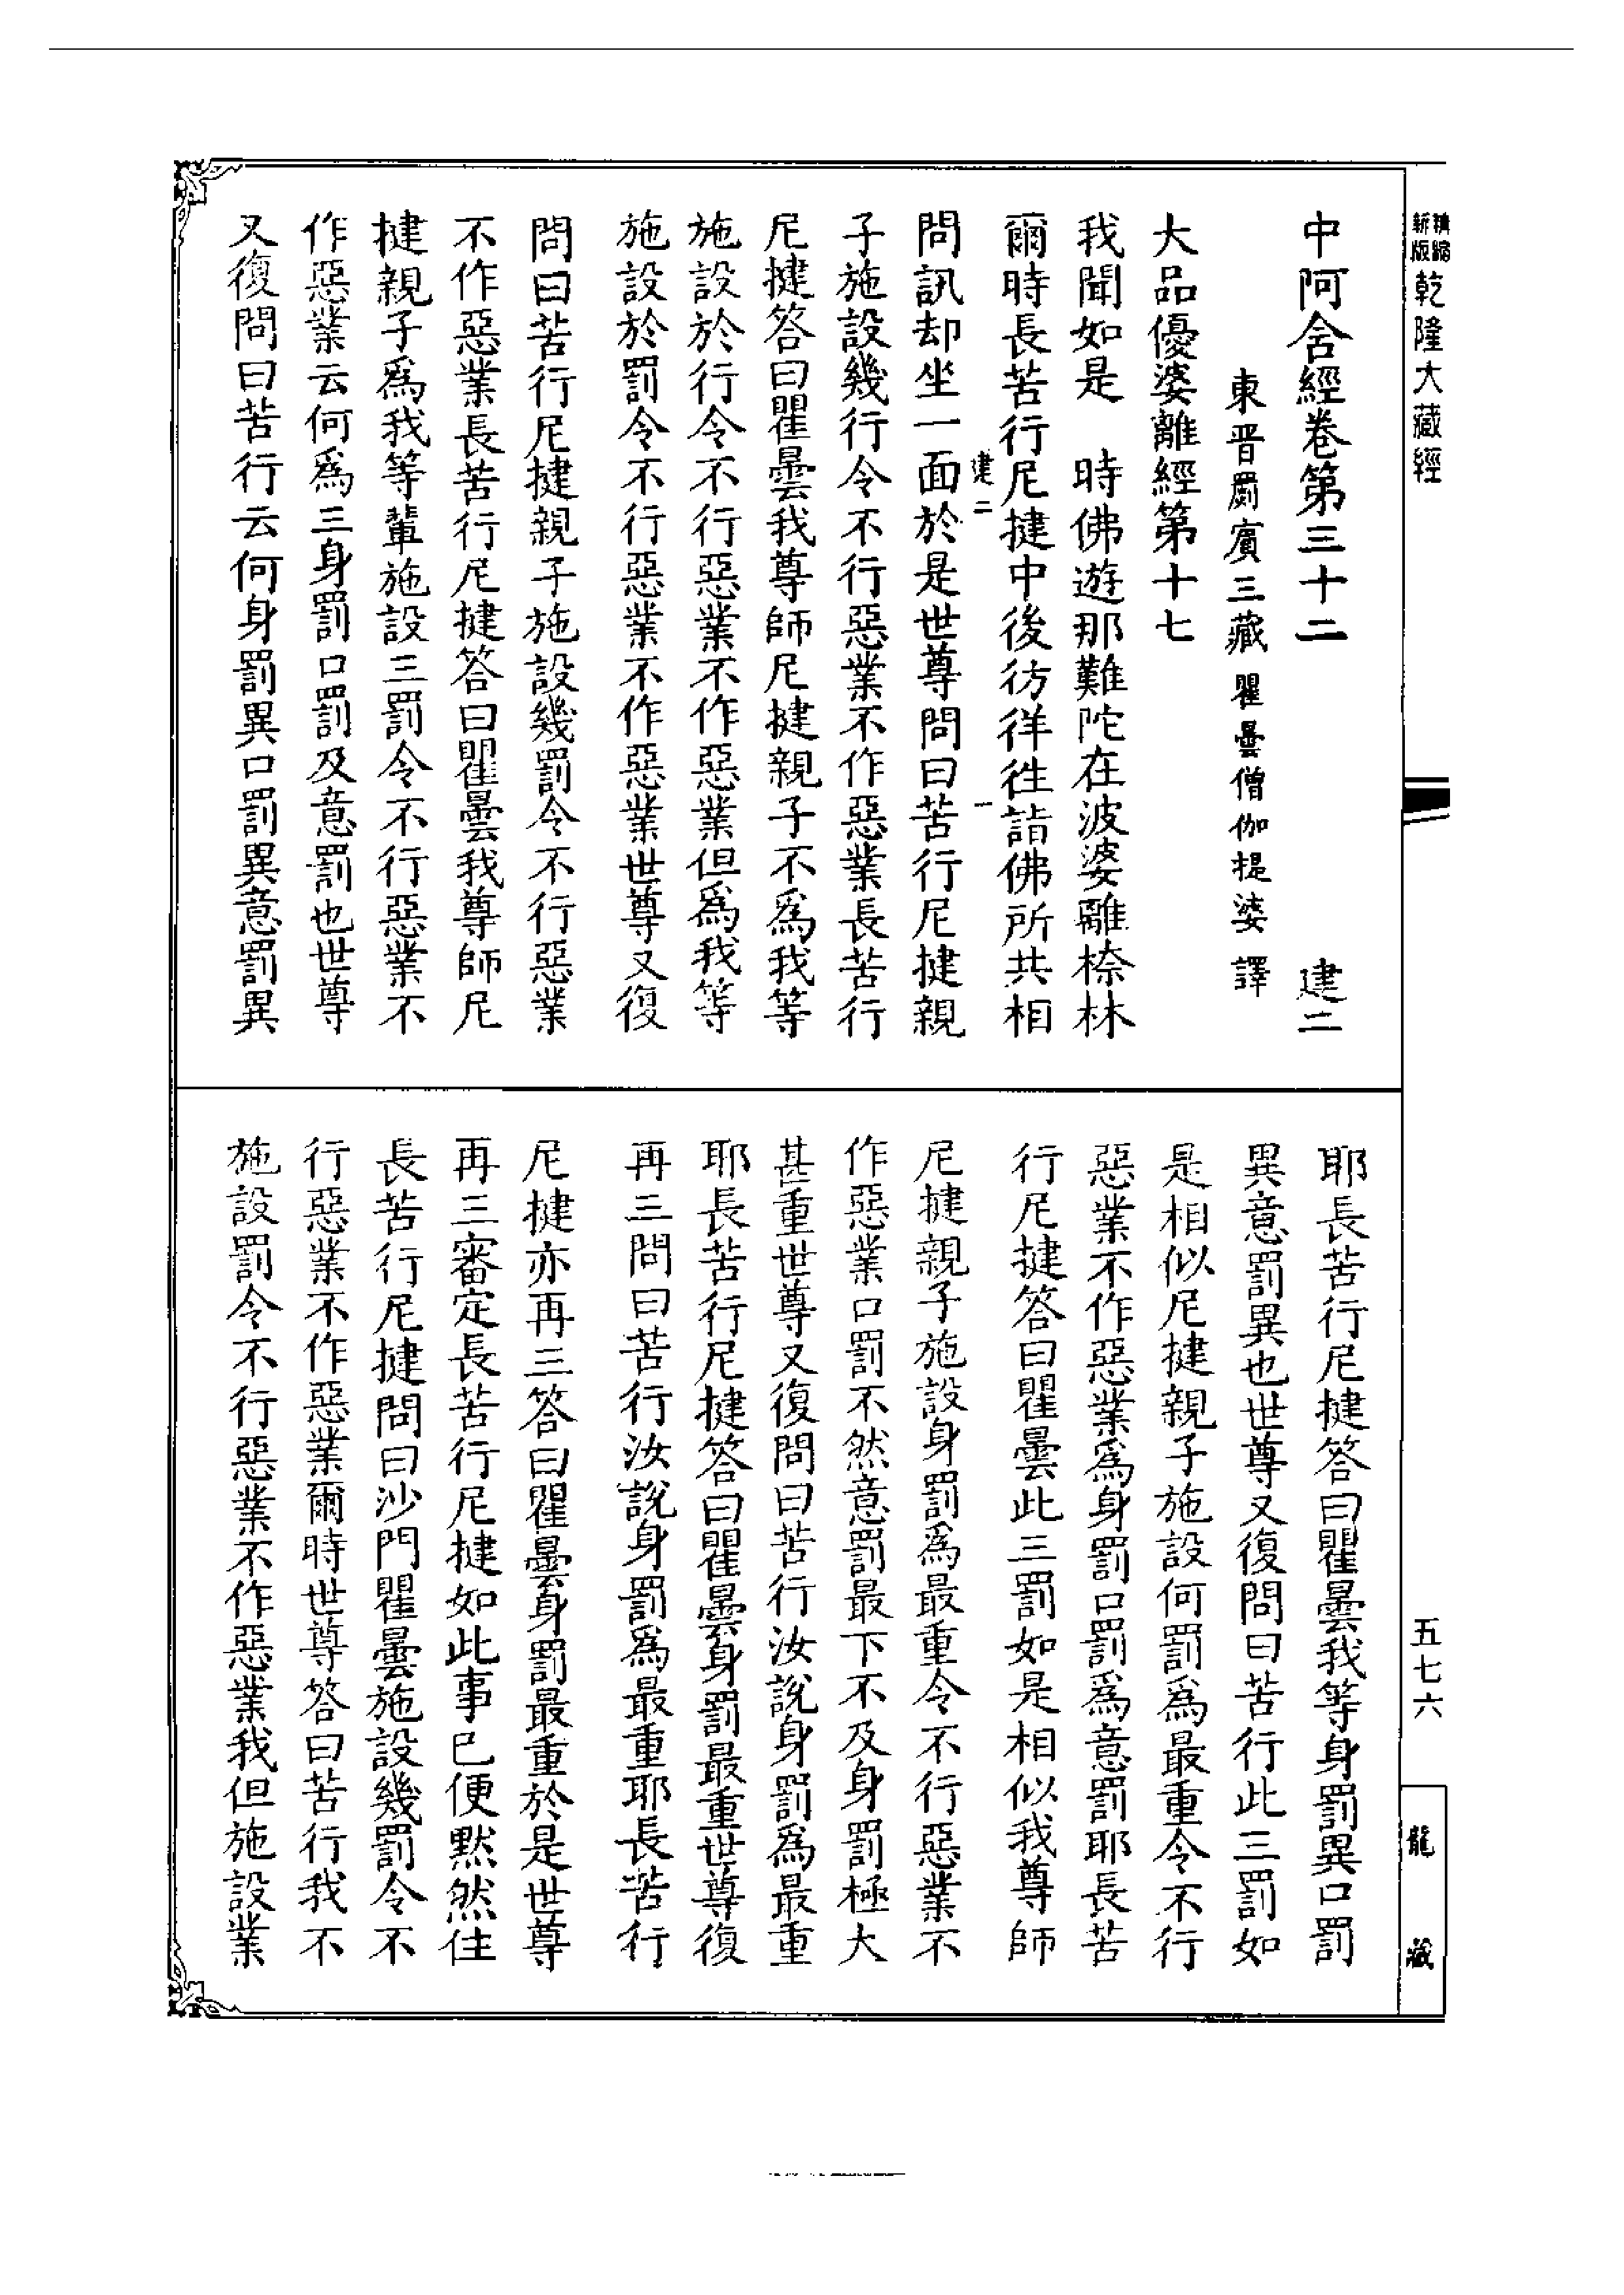 精縮新版乾隆大藏經
中阿含經卷第三十二 建二
東晉罽賓三藏瞿曇僧伽提婆譯
大品優婆離經第十七
我聞如是 時佛遊那難陀在波婆離㮈林
爾時長苦行尼揵中後彷徉徃詣佛所共相
建二 一
問訊却坐一面於是世尊問曰苦行尼揵親
子施設幾行令不行惡業不作惡業長苦行
尼揵答曰瞿曇我尊師尼揵親子不爲我等
施設於行令不行惡業不作惡業但爲我等
施設於罰令不行惡業不作惡業世尊又復
問曰苦行尼揵親子施設幾罰令不行惡業
不作惡業長苦行尼揵答曰瞿曇我尊師尼
揵親子爲我等輩施設三罰令不行惡業不
作惡業云何爲三身罰口罰及意罰也世尊
又復問曰苦行云何身罰異口罰異意罰異
耶長苦行尼揵答曰瞿曇我等身罰異口罰
異意罰異也世尊又復問曰苦行此三罰如
是相似尼揵親子施設何罰爲最重令不行
惡業不作惡業爲身罰口罰爲意罰耶長苦
行尼揵答曰瞿曇此三罰如是相似我尊師
尼揵親子施設身罰爲最重令不行惡業不
作惡業口罰不然意罰最下不及身罰極大
甚重世尊又復問曰苦行汝說身罰爲最重
耶長苦行尼揵答曰瞿曇身罰最重世尊復
再三問曰苦行汝說身罰爲最重耶長苦行
尼揵亦再三答曰瞿曇身罰最重於是世尊
再三審定長苦行尼揵如此事已便默然住
長苦行尼揵問曰沙門瞿曇施設幾罰令不
行惡業不作惡業爾時世尊答曰苦行我不
施設罰令不行惡業不作惡業我但施設業
五七六
龍藏